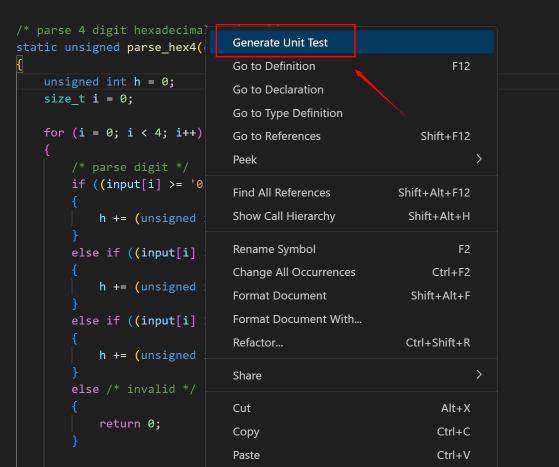 /* parse 4 digit hexadecimal
static unsigned parse_hex4(
{
unsigned int h = 0;
size_t i = 0;
for (i = 0; i < 4; i++)
{
/* parse digit */
if ((input[i] >= '0
{
h += (unsigned
}
else if ((input[i]
{
h += (unsigned
}
else if ((input[i]
{
h += (unsigned
}
else /* invalid */
{
return 0;
}
Generate Unit Test
Go to Definition F12
Go to Declaration
Go to Type Definition
Go to References Shift+F12
Peek >
Find All References Shift+Alt+F12
Show Call Hierarchy Shift+Alt+H
Rename Symbol F2
Change All Occurrences Ctrl+F2
Format Document Shift+Alt+F
Format Document With...
Refactor... Ctrl+Shift+R
Share >
Cut Alt+X
Copy Ctrl+C
Paste Ctrl+V